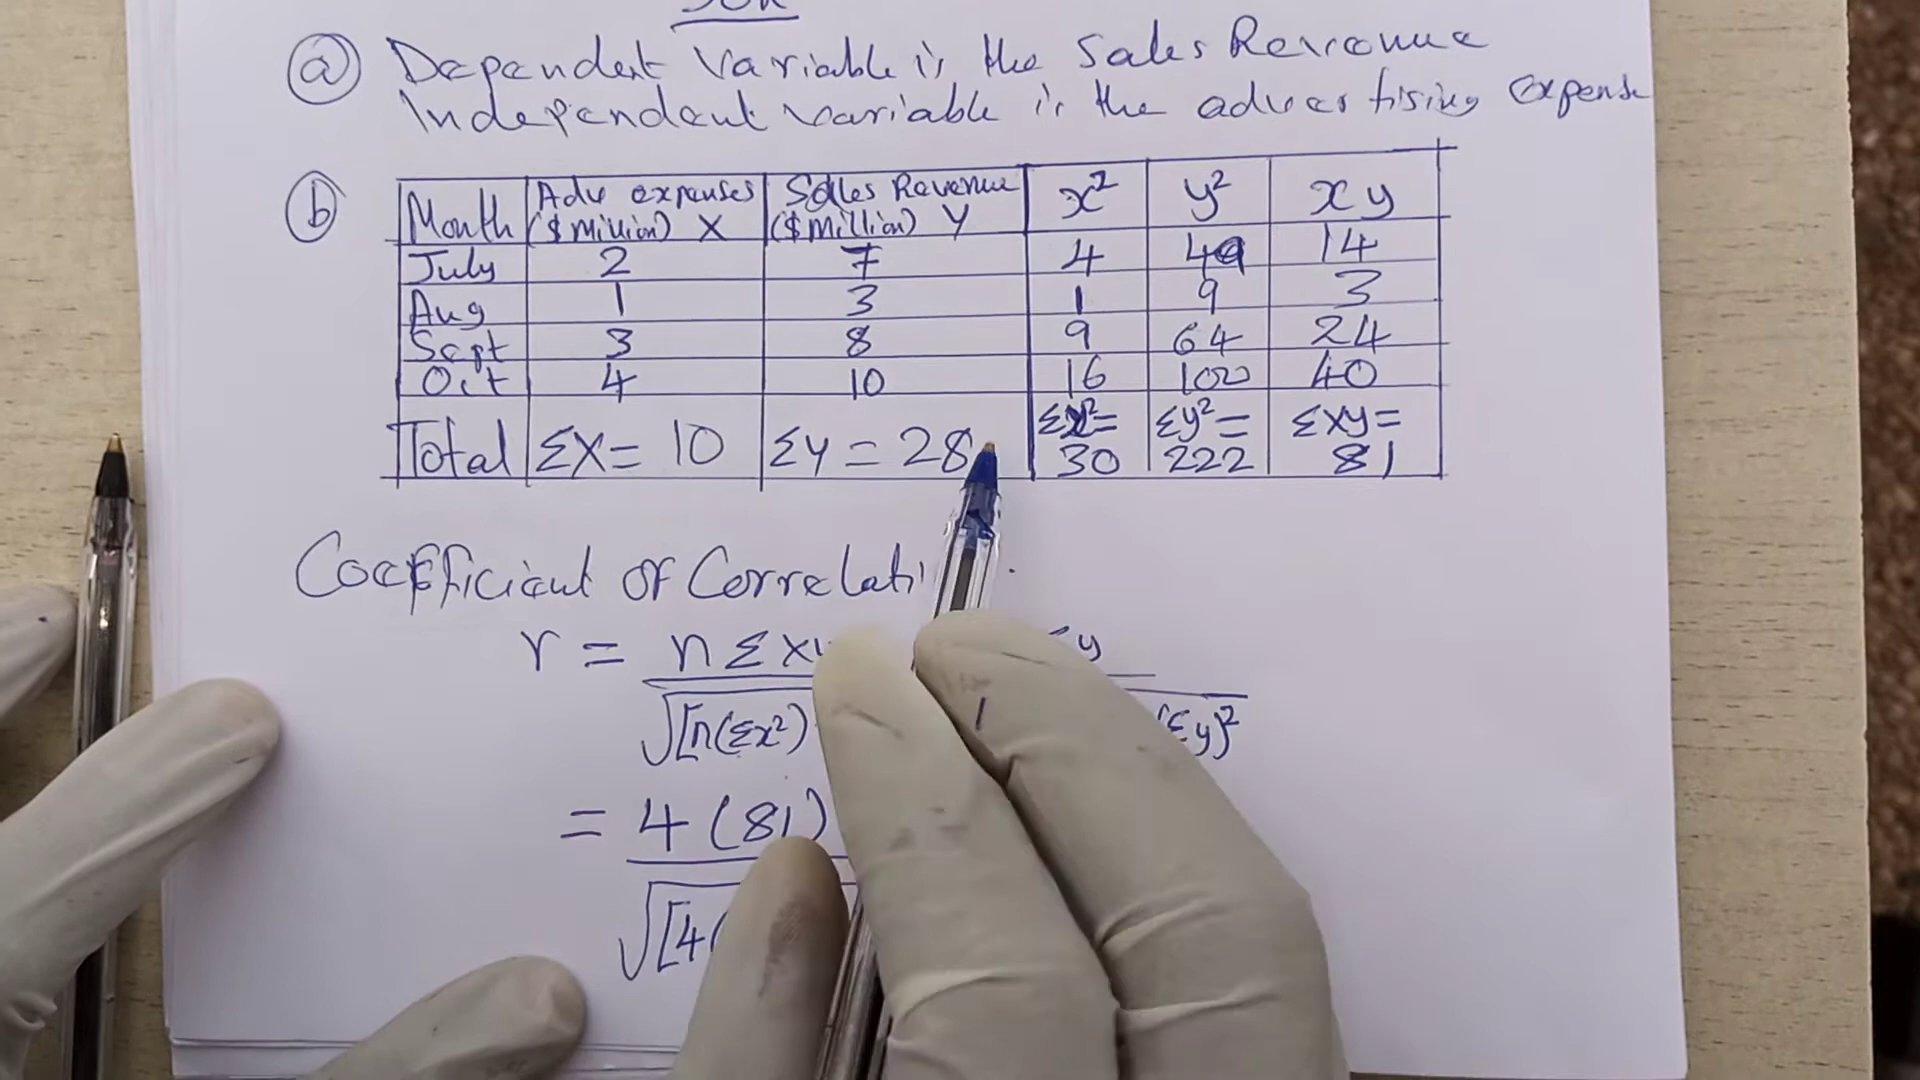 (a) Dependent variable is the Sales Revenue
Independent variable is the advertising expense
(b)
Month Adv expenses ($ Million) X Sales Revenue ($ Million) Y x² y² xy
July 2 7 4 49 14
Aug 1 3 1 9 3
Sept 3 8 9 64 24
Oct 4 10 16 100 40
Total Σx = 10 Σy = 28 Σx² = 30 Σy² = 222 Σxy = 81
Coefficient of Correlati
r = n Σxy y
√[n(Σx²) (Σy)²
= 4 (81)
√[4(